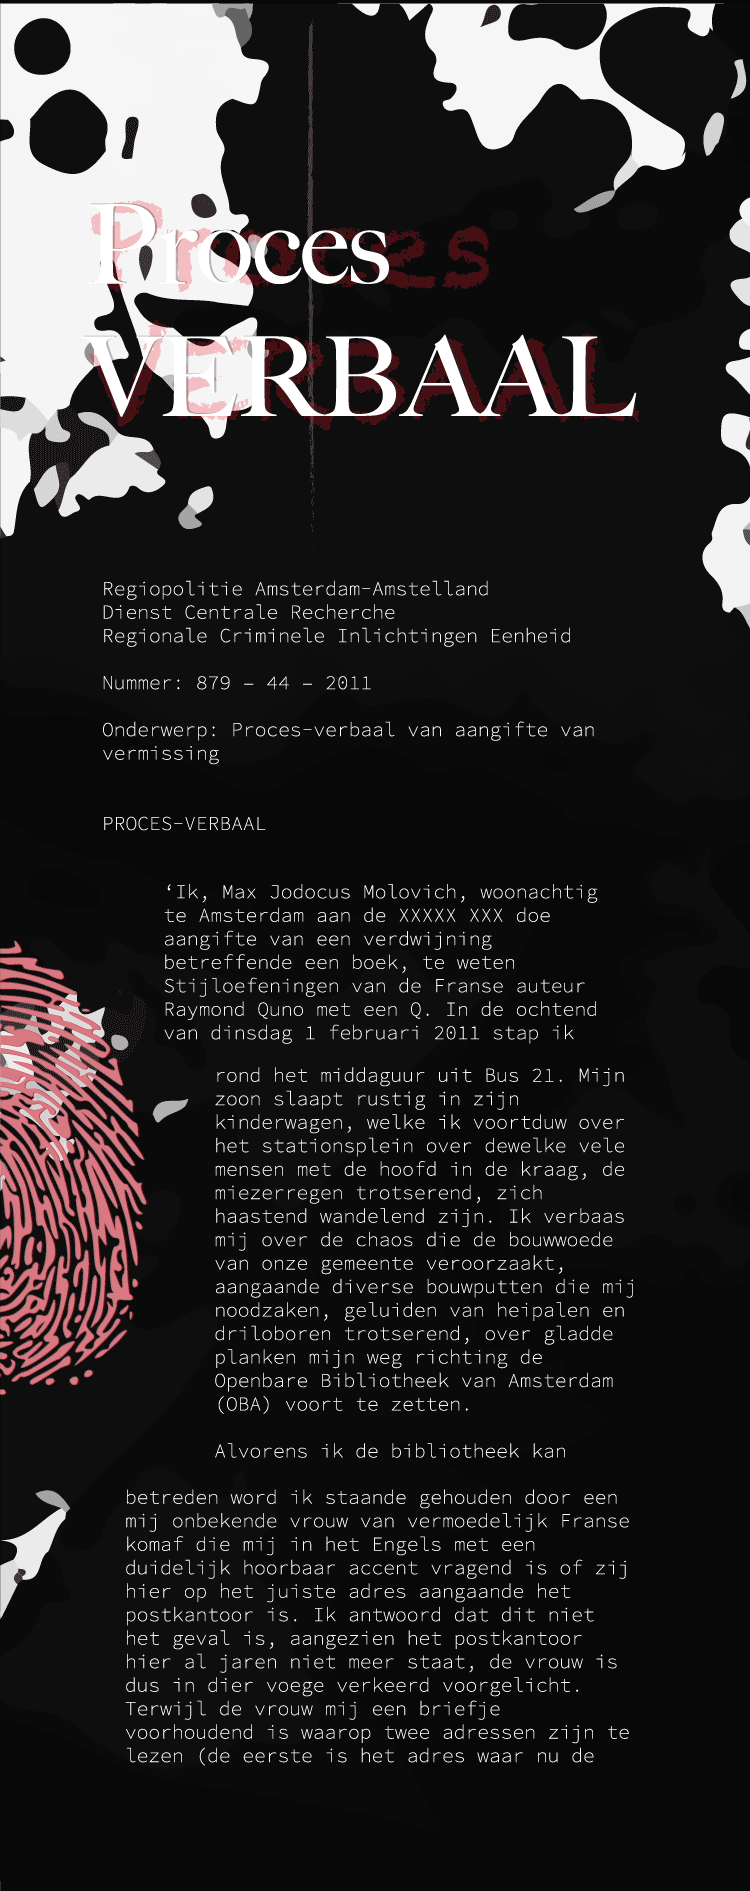 Proces
VERBAAL
Regiopolitie Amsterdam-Amstelland
Dienst Centrale Recherche
Regionale Criminele Inlichtingen Eenheid
Nummer: 879 – 44 – 2011
Onderwerp: Proces-verbaal van aangifte van
vermissing
PROCES-VERBAAL
‘Ik, Max Jodocus Molovich, woonachtig
te Amsterdam aan de XXXXX XXX doe
aangifte van een verdwijning
betreffende een boek, te weten
Stijloefeningen van de Franse auteur
Raymond Quno met een Q. In de ochtend
van dinsdag 1 februari 2011 stap ik
rond het middaguur uit Bus 21. Mijn
zoon slaapt rustig in zijn
kinderwagen, welke ik voortduw over
het stationsplein over dewelke vele
mensen met de hoofd in de kraag, de
miezerregen trotserend, zich
haastend wandelend zijn. Ik verbaas
mij over de chaos die de bouwwoede
van onze gemeente veroorzaakt,
aangaande diverse bouwputten die mij
noodzaken, geluiden van heipalen en
driloboren trotserend, over gladde
planken mijn weg richting de
Openbare Bibliotheek van Amsterdam
(OBA) voort te zetten.
Alvorens ik de bibliotheek kan
betreden word ik staande gehouden door een
mij onbekende vrouw van vermoedelijk Franse
komaf die mij in het Engels met een
duidelijk hoorbaar accent vragend is of zij
hier op het juiste adres aangaande het
postkantoor is. Ik antwoord dat dit niet
het geval is, aangezien het postkantoor
hier al jaren niet meer staat, de vrouw is
dus in dier voege verkeerd voorgelicht.
Terwijl de vrouw mij een briefje
voorhoudend is waarop twee adressen zijn te
lezen (de eerste is het adres waar nu de